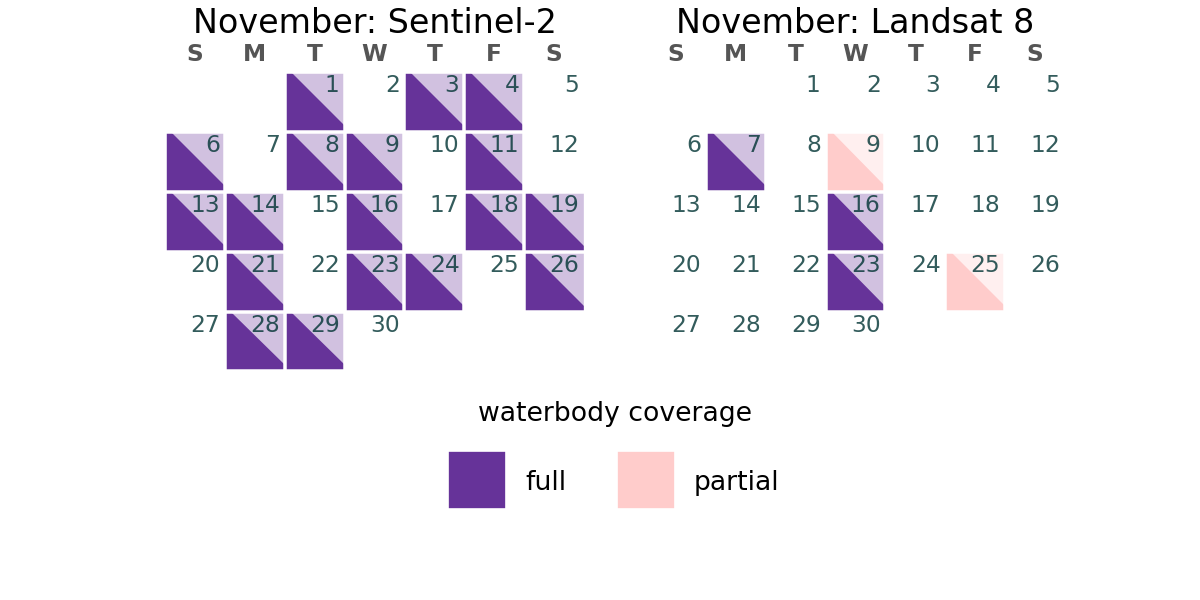 November: Sentinel-2
S M T W T F S
1 2 3 4 5
6 7 8 9 10 11 12
13 14 15 16 17 18 19
20 21 22 23 24 25 26
27 28 29 30
November: Landsat 8
S M T W T F S
1 2 3 4 5
6 7 8 9 10 11 12
13 14 15 16 17 18 19
20 21 22 23 24 25 26
27 28 29 30
waterbody coverage
full
partial